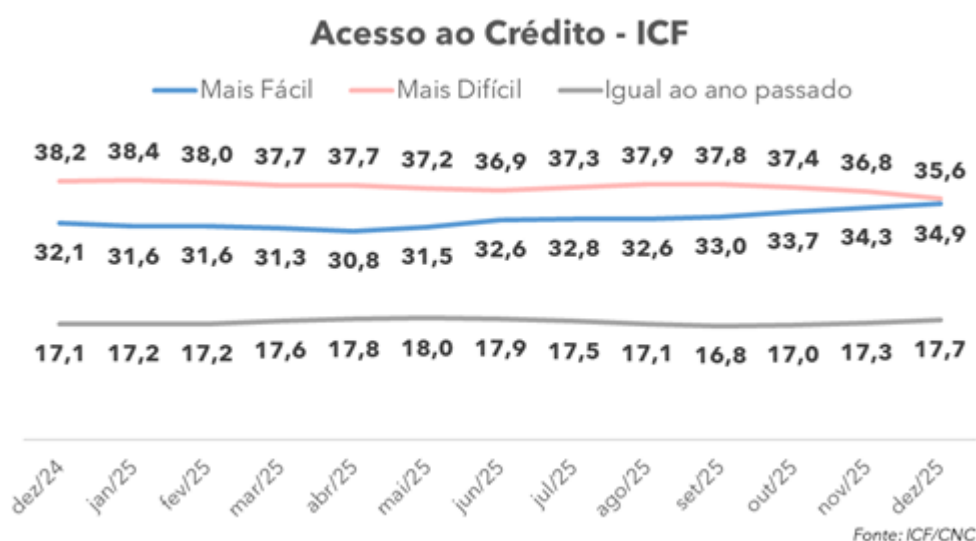 Acesso ao Crédito - ICF
Mais Fácil Mais Difícil Igual ao ano passado
38,2 38,4 38,0 37,7 37,7 37,2 36,9 37,3 37,9 37,8 37,4 36,8 35,6
32,1 31,6 31,6 31,3 30,8 31,5 32,6 32,8 32,6 33,0 33,7 34,3 34,9
17,1 17,2 17,2 17,6 17,8 18,0 17,9 17,5 17,1 16,8 17,0 17,3 17,7
dez/24 jan/25 fev/25 mar/25 abr/25 mai/25 jun/25 jul/25 ago/25 set/25 out/25 nov/25 dez/25
Fonte: ICF/CNC